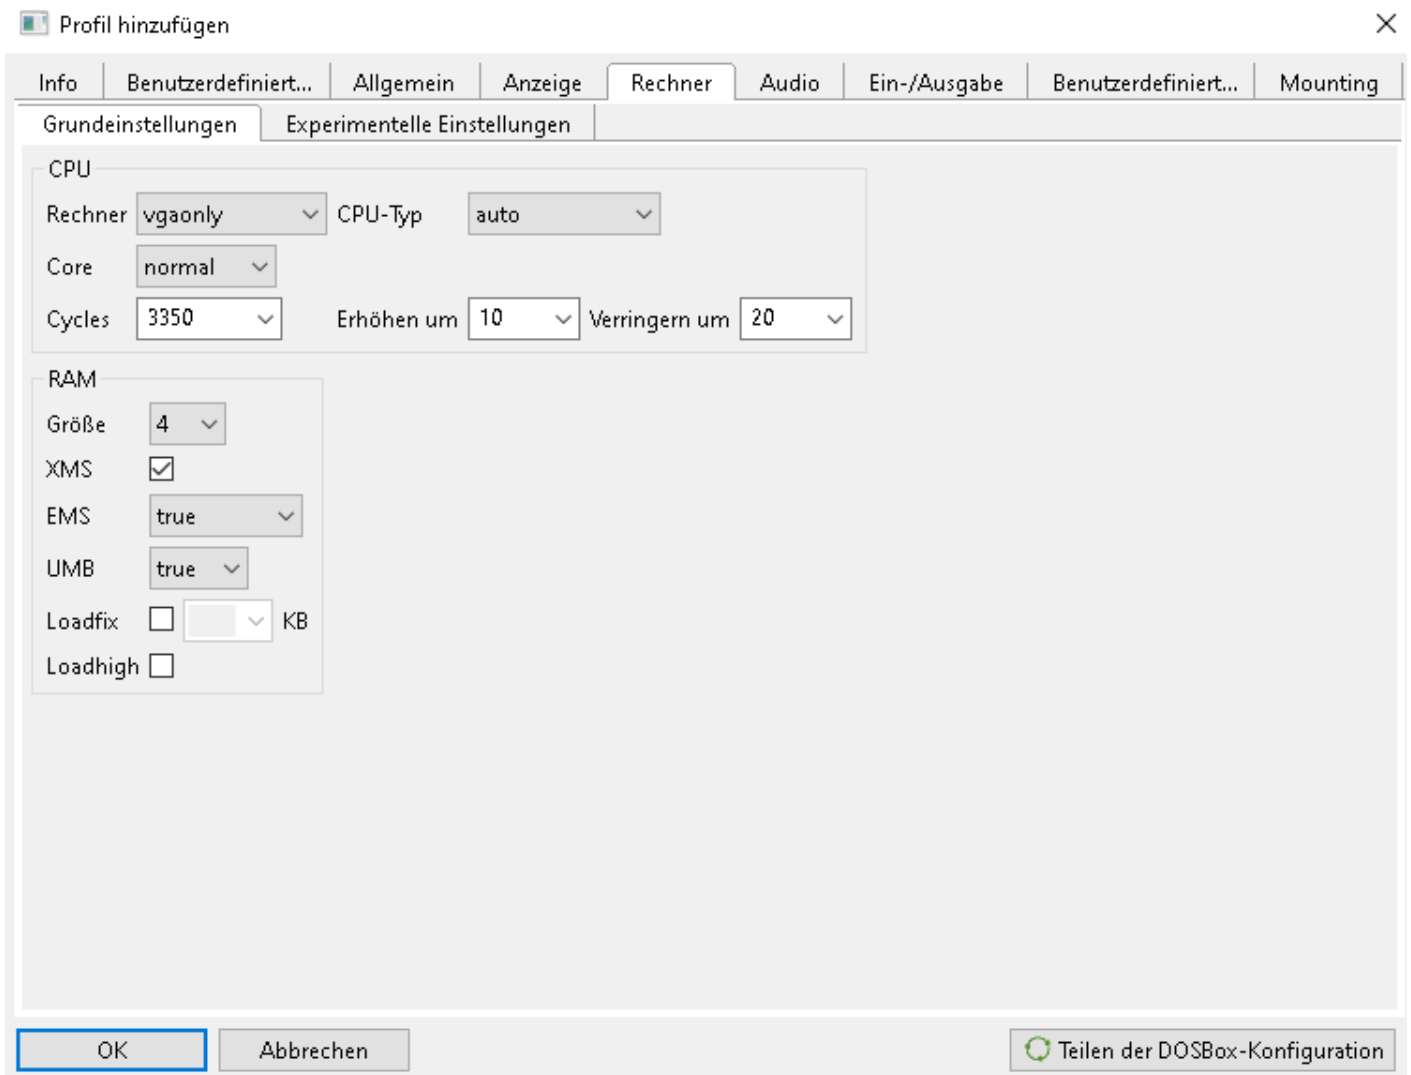 Profil hinzufügen
Info Benutzerdefiniert... Allgemein Anzeige Rechner Audio Ein-/Ausgabe Benutzerdefiniert... Mounting
Grundeinstellungen Experimentelle Einstellungen
CPU
Rechner vgaonly CPU-Typ auto
Core normal
Cycles 3350 Erhöhen um 10 Verringern um 20
RAM
Größe 4
XMS
EMS true
UMB true
Loadfix KB
Loadhigh
OK Abbrechen Teilen der DOSBox-Konfiguration